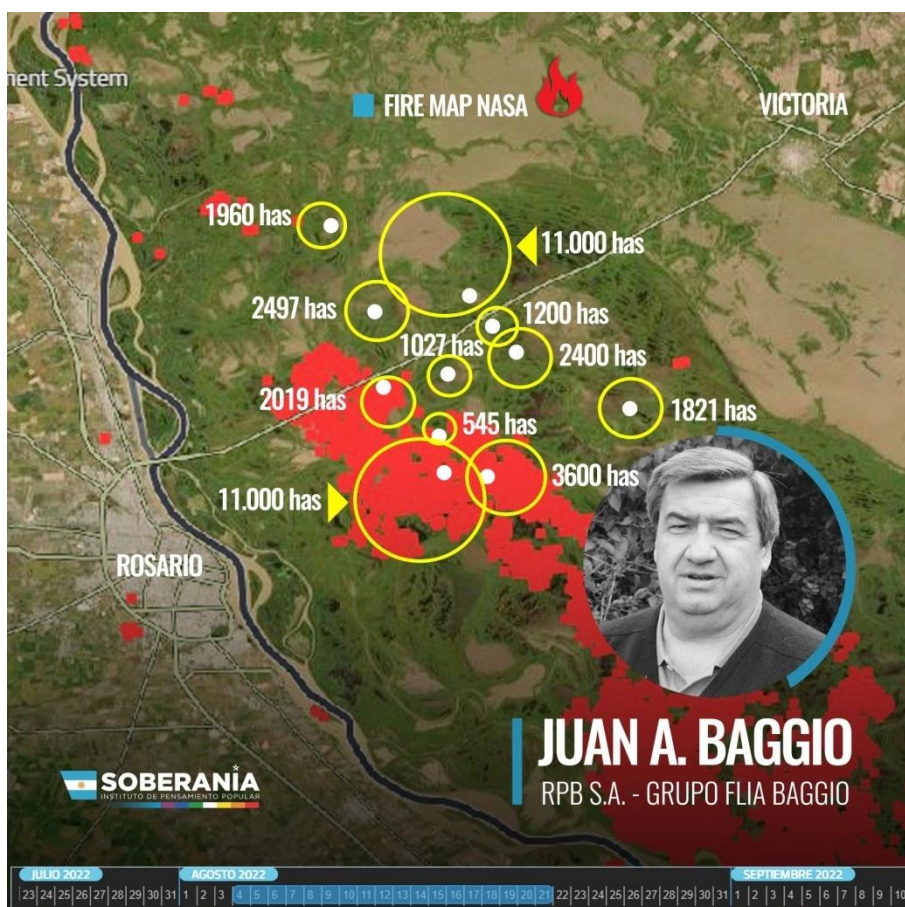 ment System
FIRE MAP NASA
VICTORIA
1960 has
11.000 has
2497 has
1200 has
1027 has
2400 has
2019 has
1821 has
545 has
3600 has
11.000 has
ROSARIO
JUAN A. BAGGIO
RPB S.A. - GRUPO FLIA BAGGIO
SOBERANÍA
INSTITUTO DE PENSAMIENTO POPULAR
JULIO 2022 AGOSTO 2022 SEPTIEMBRE 2022
23 24 25 26 27 28 29 30 31 1 2 3 4 5 6 7 8 9 10 11 12 13 14 15 16 17 18 19 20 21 22 23 24 25 26 27 28 29 30 31 1 2 3 4 5 6 7 8 9 10